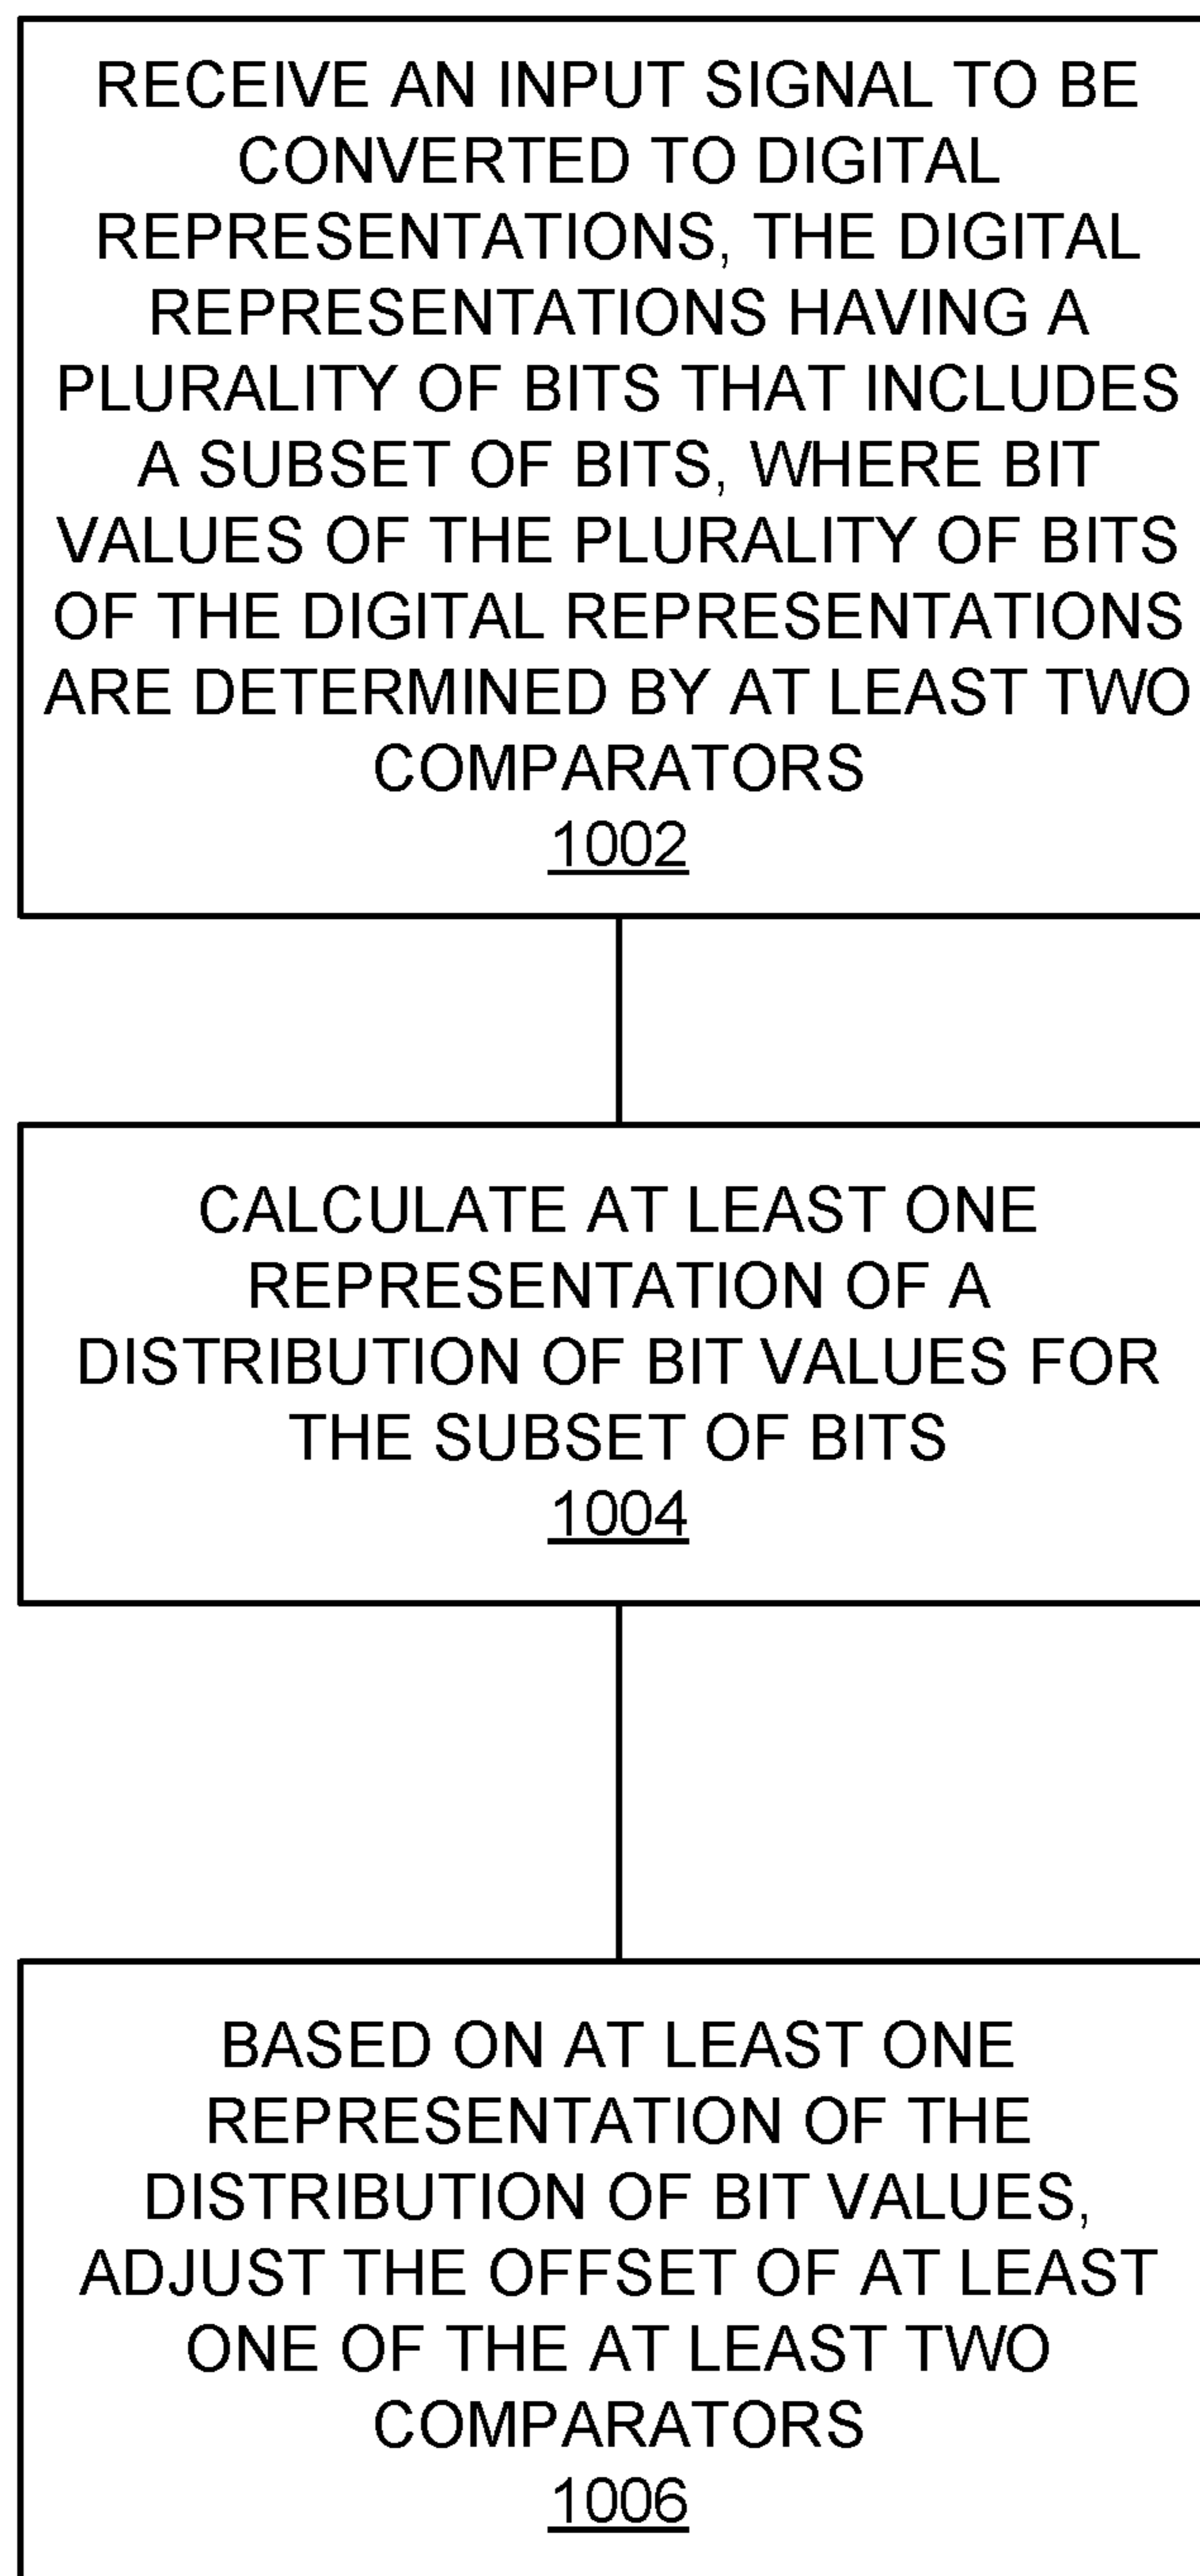 RECEIVE AN INPUT SIGNAL TO BE
CONVERTED TO DIGITAL
REPRESENTATIONS, THE DIGITAL
REPRESENTATIONS HAVING A
PLURALITY OF BITS THAT INCLUDES
A SUBSET OF BITS, WHERE BIT
VALUES OF THE PLURALITY OF BITS
OF THE DIGITAL REPRESENTATIONS
ARE DETERMINED BY AT LEAST TWO
COMPARATORS
1002
CALCULATE AT LEAST ONE
REPRESENTATION OF A
DISTRIBUTION OF BIT VALUES FOR
THE SUBSET OF BITS
1004
BASED ON AT LEAST ONE
REPRESENTATION OF THE
DISTRIBUTION OF BIT VALUES,
ADJUST THE OFFSET OF AT LEAST
ONE OF THE AT LEAST TWO
COMPARATORS
1006